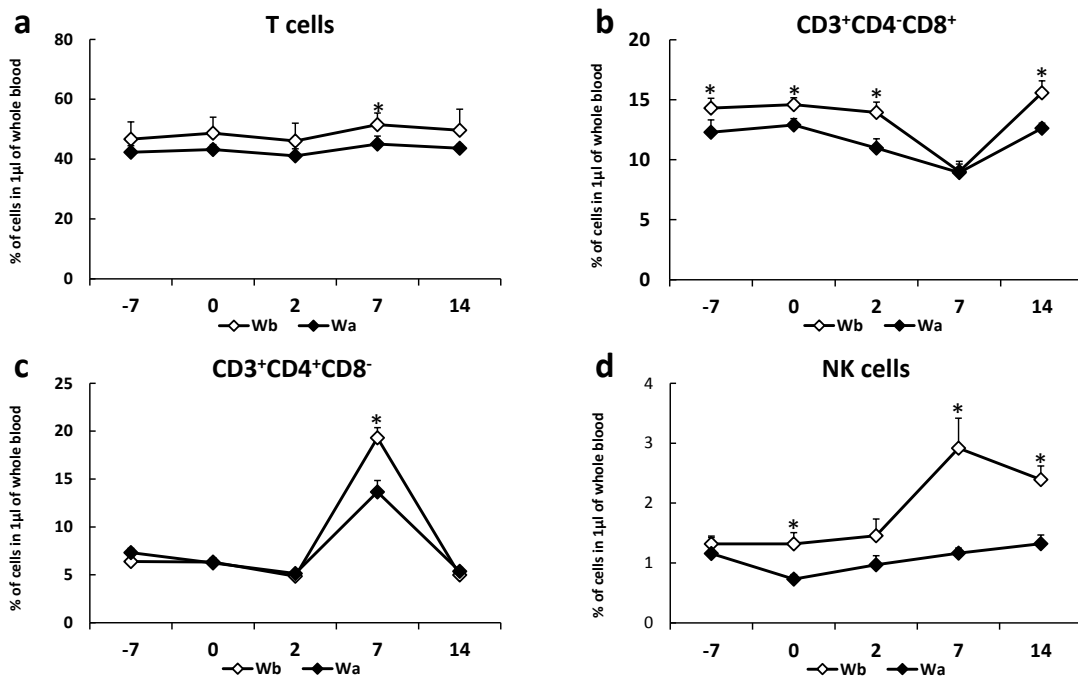 a
T cells
% of cells in 1µl of whole blood
80
60
40
20
0
*
-7 0 2 7 14
Wb Wa
b
CD3⁺CD4⁻CD8⁺
% of cells in 1µl of whole blood
20
15
10
5
0
* * * *
-7 0 2 7 14
Wb Wa
c
CD3⁺CD4⁺CD8⁻
% of cells in 1µl of whole blood
25
20
15
10
5
0
*
-7 0 2 7 14
Wb Wa
d
NK cells
% of cells in 1µl of whole blood
4
3
2
1
0
* * *
-7 0 2 7 14
Wb Wa